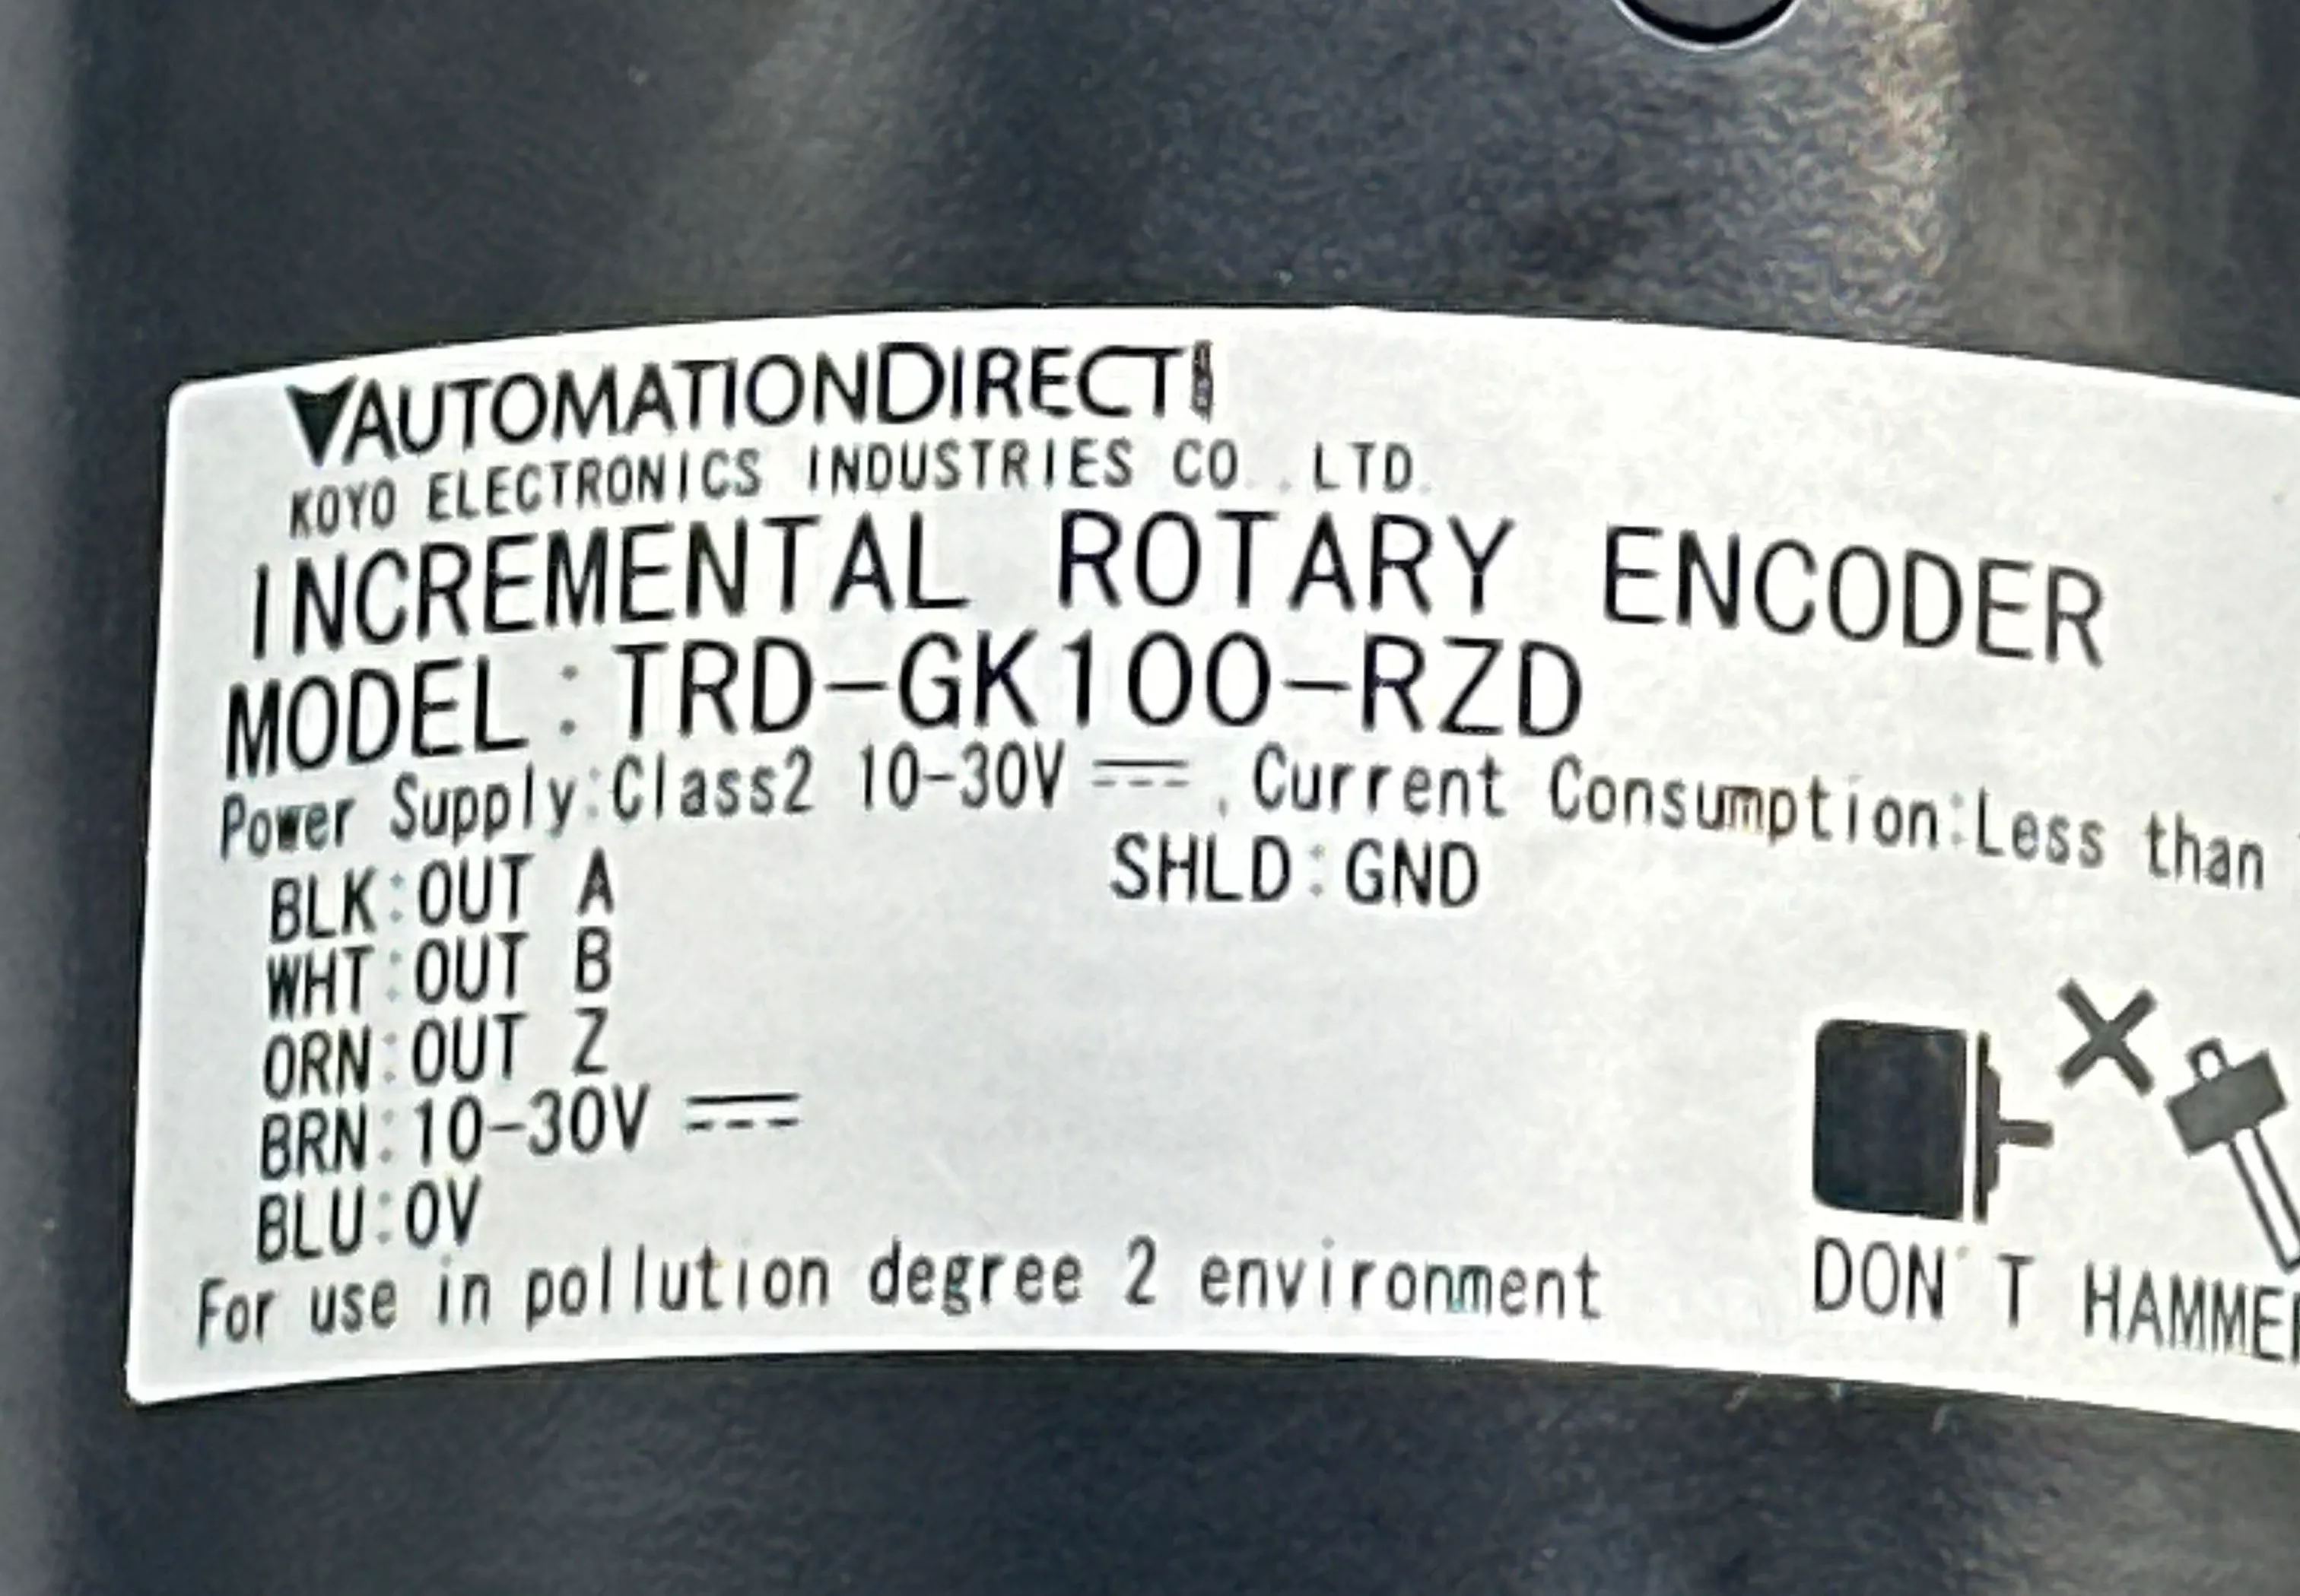 AUTOMATIONDIRECT
KOYO ELECTRONICS INDUSTRIES CO.,LTD.
INCREMENTAL ROTARY ENCODER
MODEL:TRD-GK100-RZD
Power Supply:Class2 10-30V ⎓, Current Consumption:Less than
BLK:OUT A SHLD:GND
WHT:OUT B
ORN:OUT Z
BRN:10-30V ⎓
BLU:0V
For use in pollution degree 2 environment
DON'T HAMMER